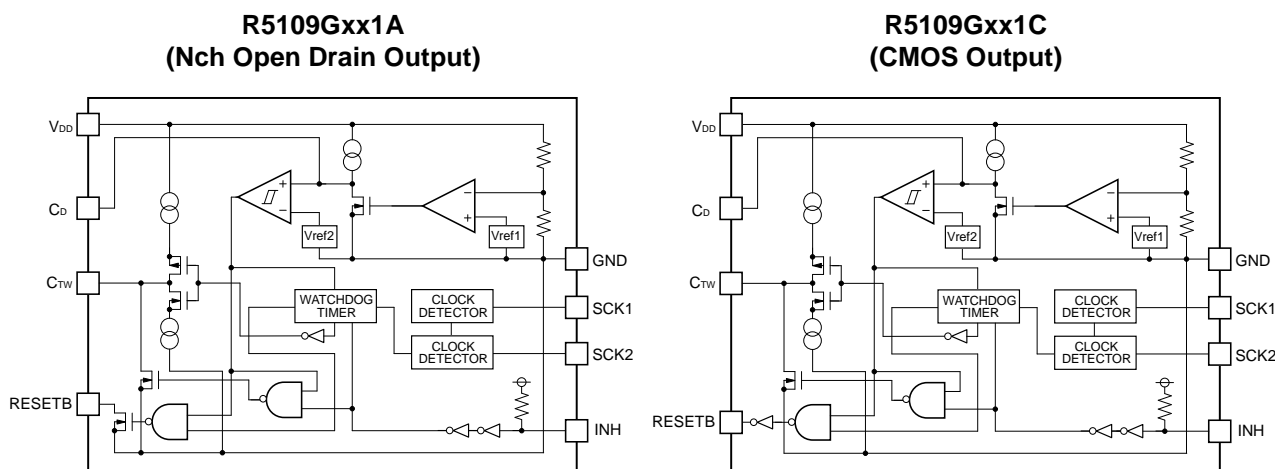 R5109Gxx1A
(Nch Open Drain Output)
VDD
CD
CTW
RESETB
+
−
Vref2
−
+
Vref1
WATCHDOG
TIMER
CLOCK
DETECTOR
CLOCK
DETECTOR
GND
SCK1
SCK2
INH
R5109Gxx1C
(CMOS Output)
VDD
CD
CTW
RESETB
+
−
Vref2
−
+
Vref1
WATCHDOG
TIMER
CLOCK
DETECTOR
CLOCK
DETECTOR
GND
SCK1
SCK2
INH